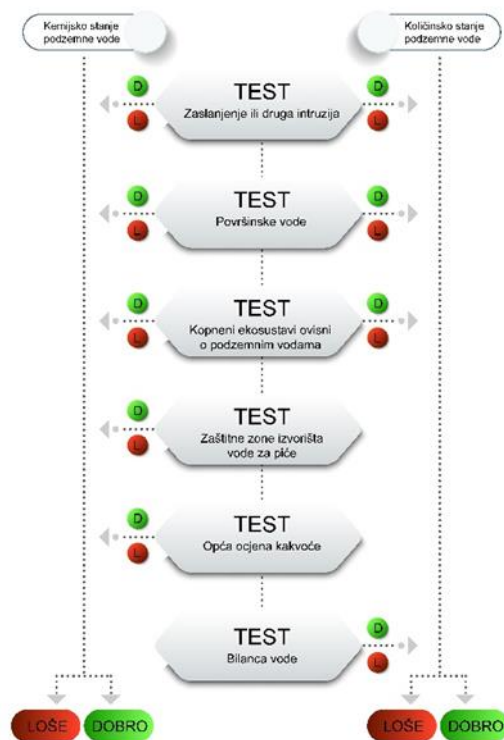 Kemijsko stanje
podzemne vode
Količinsko stanje
podzemne vode
D
L
TEST
Zaslanjenje ili druga intruzija
D
L
D
L
TEST
Površinske vode
D
L
D
L
TEST
Kopneni ekosustavi ovisni
o podzemnim vodama
D
L
D
L
TEST
Zaštitne zone izvorišta
vode za piće
D
L
TEST
Opća ocjena kakvoće
TEST
Bilanca vode
D
L
LOŠE
DOBRO
LOŠE
DOBRO